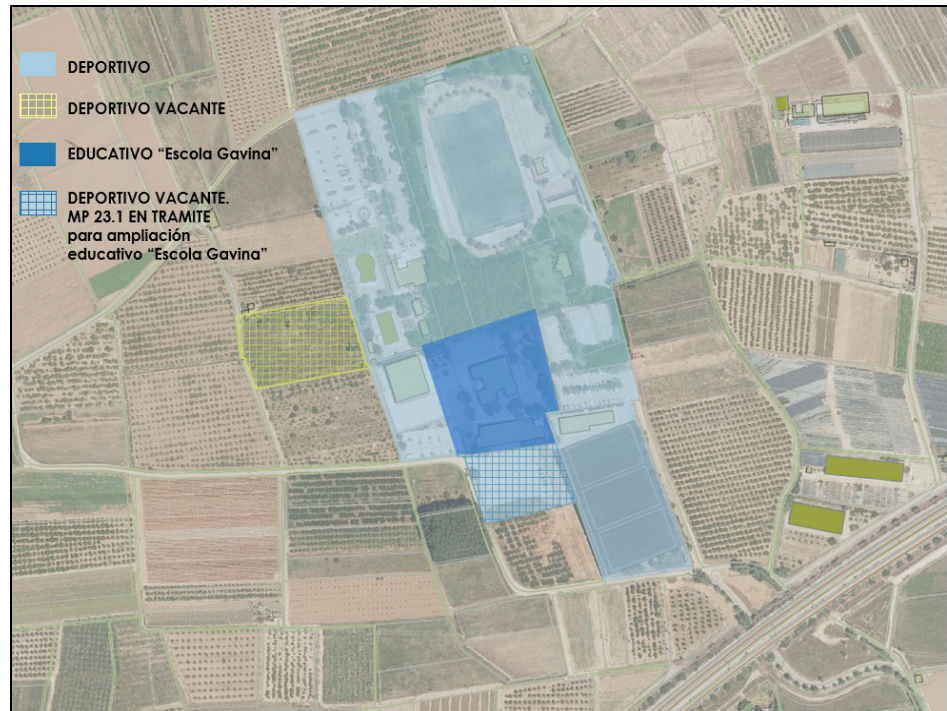 DEPORTIVO
DEPORTIVO VACANTE
EDUCATIVO “Escola Gavina”
DEPORTIVO VACANTE.
MP 23.1 EN TRAMITE
para ampliación
educativo “Escola Gavina”